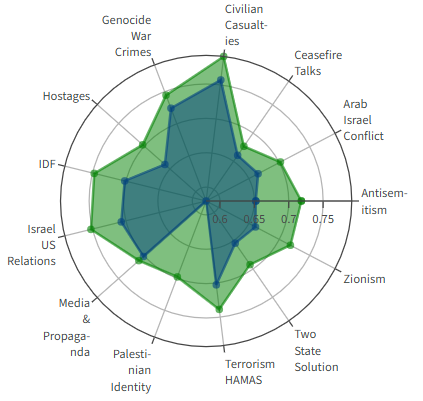 Civilian
Casualt-
ies
Genocide
War
Crimes
Ceasefire
Talks
Hostages
Arab
Israel
Conflict
IDF
Antisem-
itism
0.6
0.65
0.7
0.75
Israel
US
Relations
Zionism
Media
&
Propaga-
nda
Two
State
Solution
Palesti-
nian
Identity
Terrorism
HAMAS